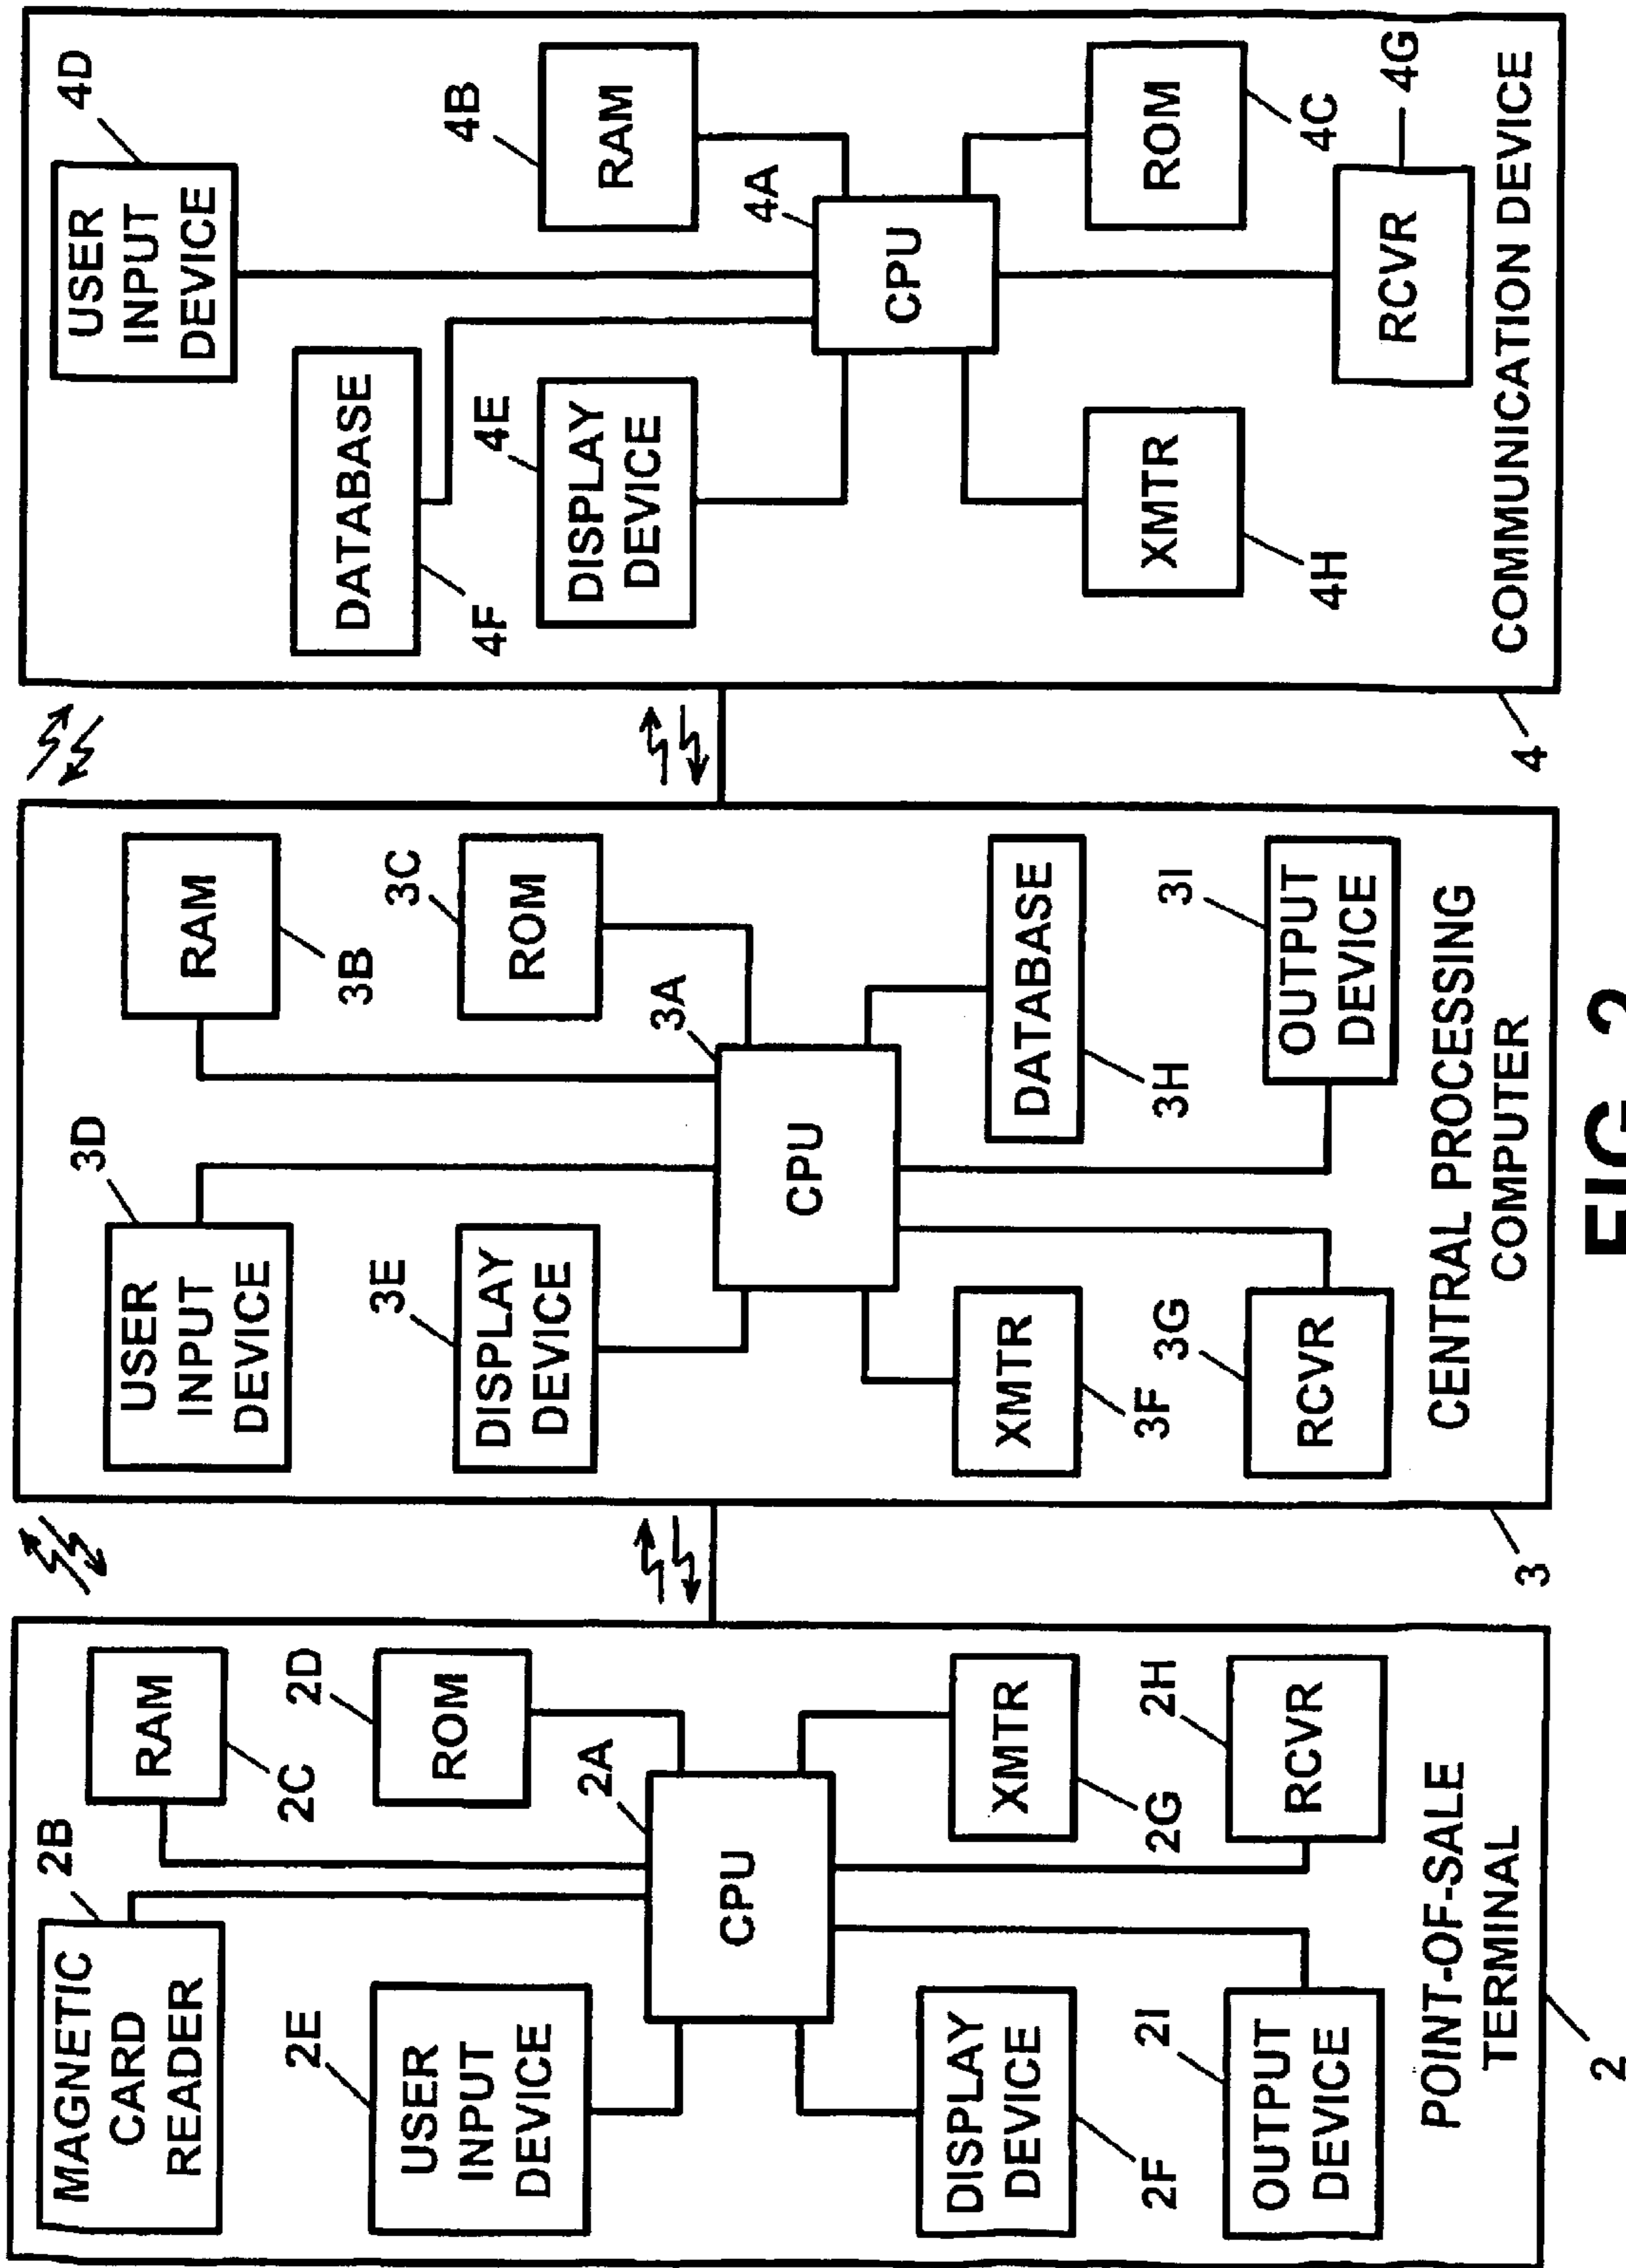 2B
MAGNETIC
CARD
READER
RAM
2C
2E
USER
INPUT
DEVICE
2D
ROM
2A
CPU
DISPLAY
DEVICE
2F
XMTR
2G
2I
OUTPUT
DEVICE
2H
RCVR
POINT-OF-SALE
TERMINAL
2
3D
USER
INPUT
DEVICE
RAM
3B
3E
DISPLAY
DEVICE
3C
ROM
3A
CPU
XMTR
3F
DATABASE
3H
3G
RCVR
3I
OUTPUT
DEVICE
CENTRAL PROCESSING
COMPUTER
3
4D
USER
INPUT
DEVICE
DATABASE
4F
4E
DISPLAY
DEVICE
4B
RAM
4A
CPU
XMTR
4H
ROM
4C
RCVR
4G
COMMUNICATION DEVICE
4
FIG. 2